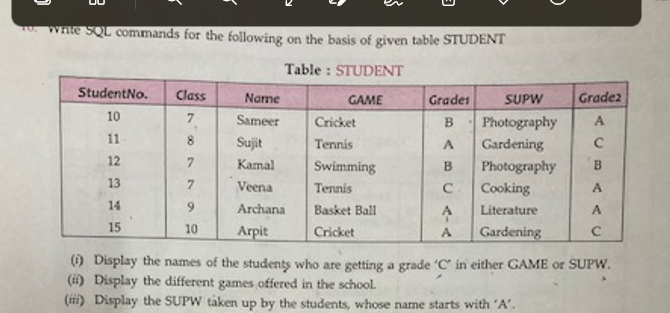 10. Write SQL commands for the following on the basis of given table STUDENT
Table : STUDENT
StudentNo. Class Name GAME Grade1 SUPW Grade2
10 7 Sameer Cricket B Photography A
11 8 Sujit Tennis A Gardening C
12 7 Kamal Swimming B Photography B
13 7 Veena Tennis C Cooking A
14 9 Archana Basket Ball A Literature A
15 10 Arpit Cricket A Gardening C
(i) Display the names of the students who are getting a grade 'C' in either GAME or SUPW.
(ii) Display the different games offered in the school.
(iii) Display the SUPW taken up by the students, whose name starts with 'A'.